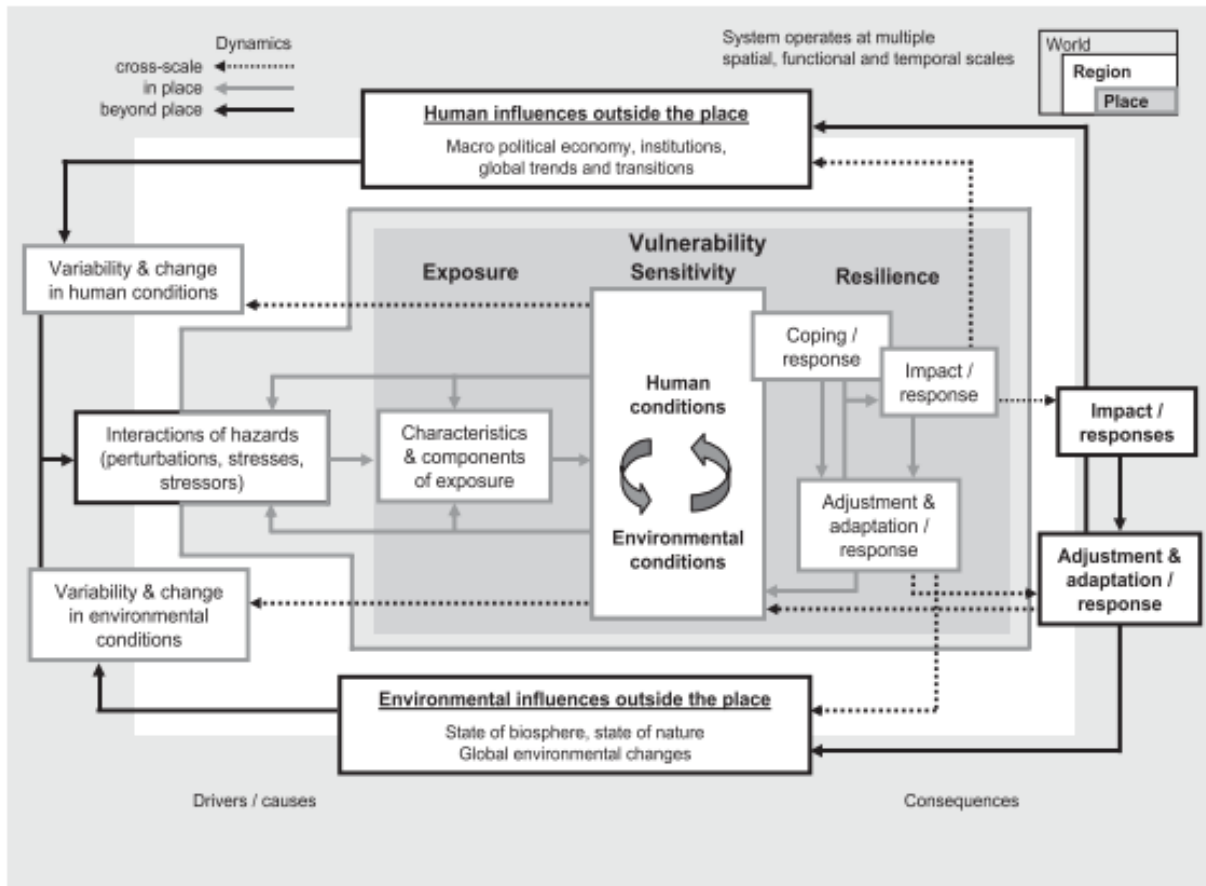 Dynamics
cross-scale
in place
beyond place
System operates at multiple
spatial, functional and temporal scales
World
Region
Place
Human influences outside the place
Macro political economy, institutions,
global trends and transitions
Variability & change
in human conditions
Vulnerability
Exposure
Sensitivity
Resilience
Coping /
response
Impact /
response
Human
conditions
Interactions of hazards
(perturbations, stresses,
stressors)
Characteristics
& components
of exposure
Impact /
responses
Environmental
conditions
Adjustment &
adaptation /
response
Adjustment &
adaptation /
response
Variability & change
in environmental
conditions
Environmental influences outside the place
State of biosphere, state of nature
Global environmental changes
Drivers / causes
Consequences